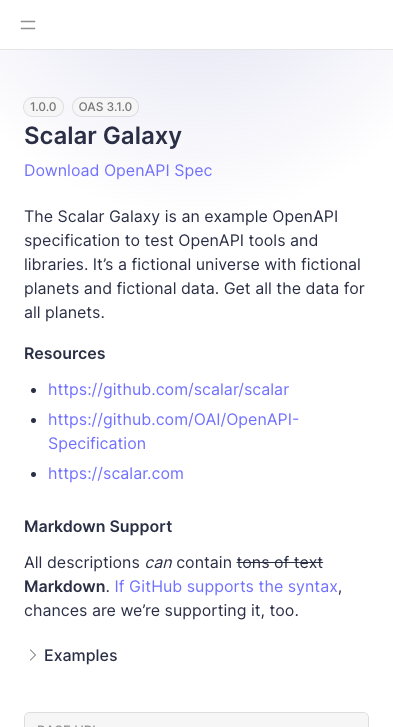 1.0.0 OAS 3.1.0
Scalar Galaxy
Download OpenAPI Spec
The Scalar Galaxy is an example OpenAPI
specification to test OpenAPI tools and
libraries. It’s a fictional universe with fictional
planets and fictional data. Get all the data for
all planets.
Resources
https://github.com/scalar/scalar
https://github.com/OAI/OpenAPI-
Specification
https://scalar.com
Markdown Support
All descriptions can contain tons of text
Markdown. If GitHub supports the syntax,
chances are we’re supporting it, too.
Examples